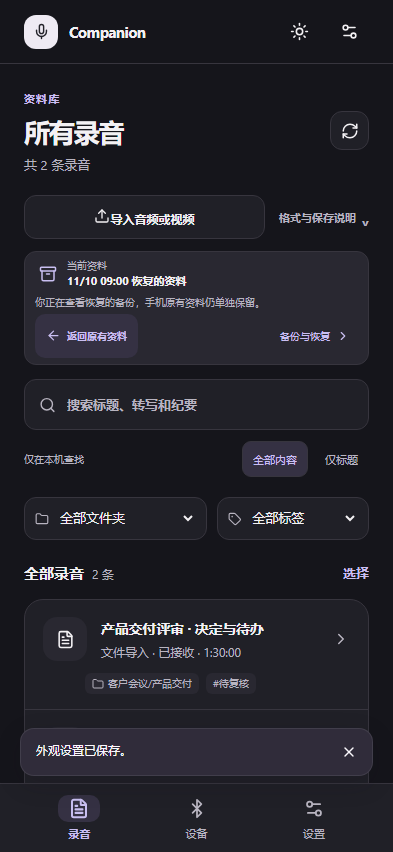 Companion
资料库
所有录音
共 2 条录音
导入音频或视频
格式与保存说明
当前资料
11/10 09:00 恢复的资料
你正在查看恢复的备份，手机原有资料仍单独保留。
返回原有资料
备份与恢复
搜索标题、转写和纪要
仅在本机查找
全部内容
仅标题
全部文件夹
全部标签
全部录音 2 条
选择
产品交付评审 · 决定与待办
文件导入 · 已接收 · 1:30:00
客户会议/产品交付
#待复核
外观设置已保存。
录音
设备
设置